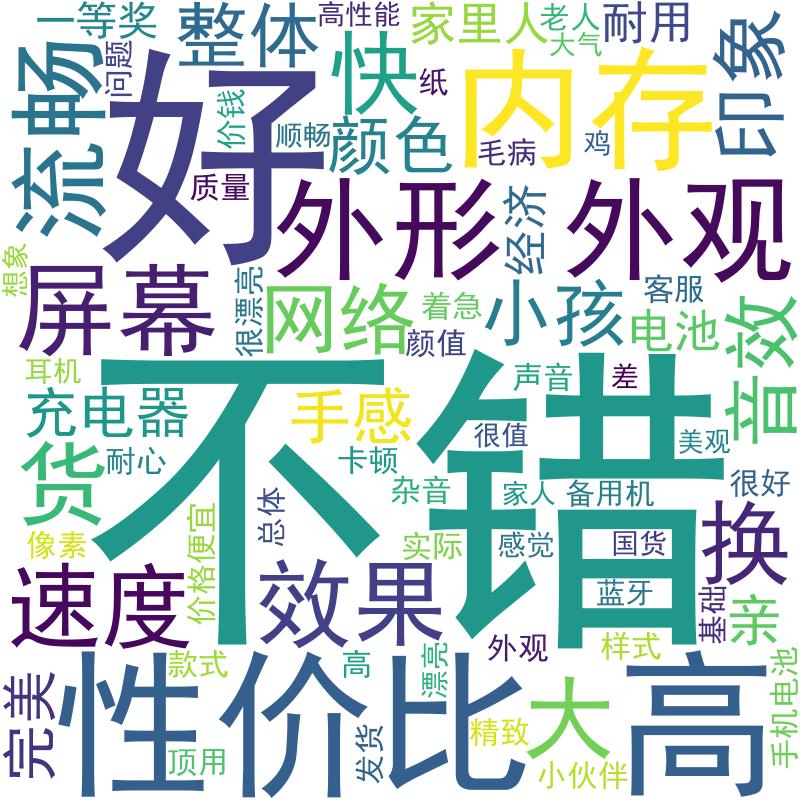 一等奖
整体
高性能
家里人
老人
大气
耐用
印象
流畅
问题
好
价钱
快
纸
内存
顺畅
颜色
毛病
鸡
质量
外形
经济
外观
想象
屏幕
很漂亮
网络
着急
颜值
小孩
客服
电池
音效
耳机
不错
声音
差
充电器
手感
很值
美观
货
耐心
卡顿
杂音
家人
备用机
很好
像素
价格便宜
总体
实际
感觉
国货
换
速度
效果
蓝牙
基础
亲
外观
样式
完美
性价比
款式
高
漂亮
大
高
手机电池
顶用
发货
精致
小伙伴